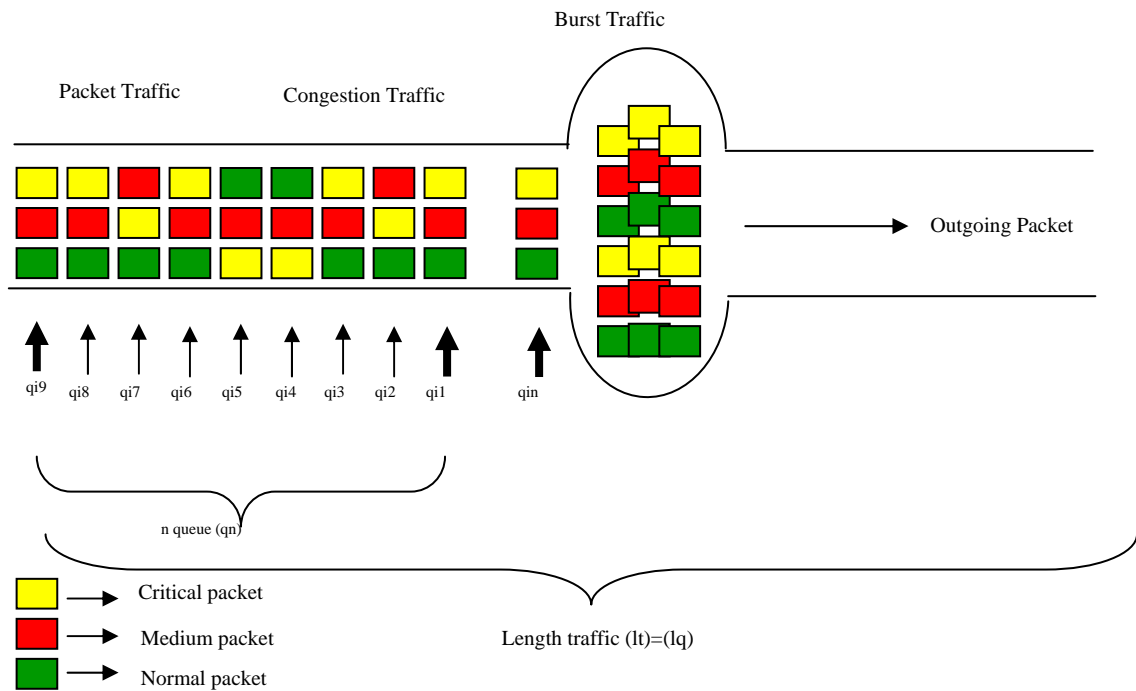 Burst Traffic
Packet Traffic
Congestion Traffic
Outgoing Packet
qi9 qi8 qi7 qi6 qi5 qi4 qi3 qi2 qi1 qin
n queue (qn)
Critical packet
Medium packet
Length traffic (lt)=(lq)
Normal packet